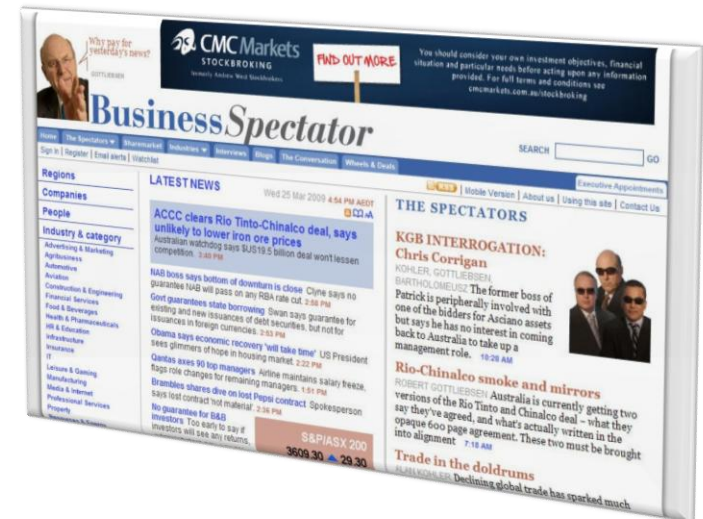 Why pay for
yesterday's news?
GOTTLIEBSEN
CMC Markets
STOCKBROKING
formerly Andrew West Stockbrokers
FIND OUT MORE
You should consider your own investment objectives, financial
situation and particular needs before acting upon any information
provided. For full terms and conditions see
cmcmarkets.com.au/stockbroking
BusinessSpectator
SEARCH
GO
Home
The Spectators
Sharemarket
Industries
Interviews
Blogs
The Conversation
Wheels & Deals
Executive Appointments
Sign in | Register | Email alerts | Watchlist
RSS | Mobile Version | About us | Using this site | Contact Us
Regions
Companies
People
Industry & category
Advertising & Marketing
Agribusiness
Automotive
Aviation
Construction & Engineering
Financial Services
Food & Beverages
Health & Pharmaceuticals
HR & Education
Infrastructure
Insurance
IT
Leisure & Gaming
Manufacturing
Media & Internet
Professional Services
Property
LATEST NEWS
Wed 25 Mar 2009 4:54 PM AEDT
ACCC clears Rio Tinto-Chinalco deal, says
unlikely to lower iron ore prices
Australian watchdog says $US19.5 billion deal won't lessen
competition. 3:40 PM
NAB boss says bottom of downturn is close Clyne says no
guarantee NAB will pass on any RBA rate cut. 2:58 PM
Govt guarantees state borrowing Swan says guarantee for
existing and new issuances of debt securities, but not for
issuances in foreign currencies. 2:53 PM
Obama says economic recovery 'will take time' US President
sees glimmers of hope in housing market. 2:22 PM
Qantas axes 90 top managers Airline maintains salary freeze,
flags role changes for remaining managers. 1:51 PM
Brambles shares dive on lost Pepsi contract Spokesperson
says lost contract 'not material'. 2:36 PM
No guarantee for B&B
investors Too early to say if
investors will see any returns,
S&P/ASX 200
3609.30 ▲ 29.30
THE SPECTATORS
KGB INTERROGATION:
Chris Corrigan
KOHLER, GOTTLIEBSEN,
BARTHOLOMEUSZ The former boss of
Patrick is peripherally involved with
one of the bidders for Asciano assets
but says he has no interest in coming
back to Australia to take up a
management role. 10:28 AM
Rio-Chinalco smoke and mirrors
ROBERT GOTTLIEBSEN Australia is currently getting two
versions of the Rio Tinto and Chinalco deal – what they
say they've agreed, and what's actually written in the
opaque 600 page agreement. These two must be brought
into alignment 7:18 AM
Trade in the doldrums
ALAN KOHLER Declining global trade has sparked much